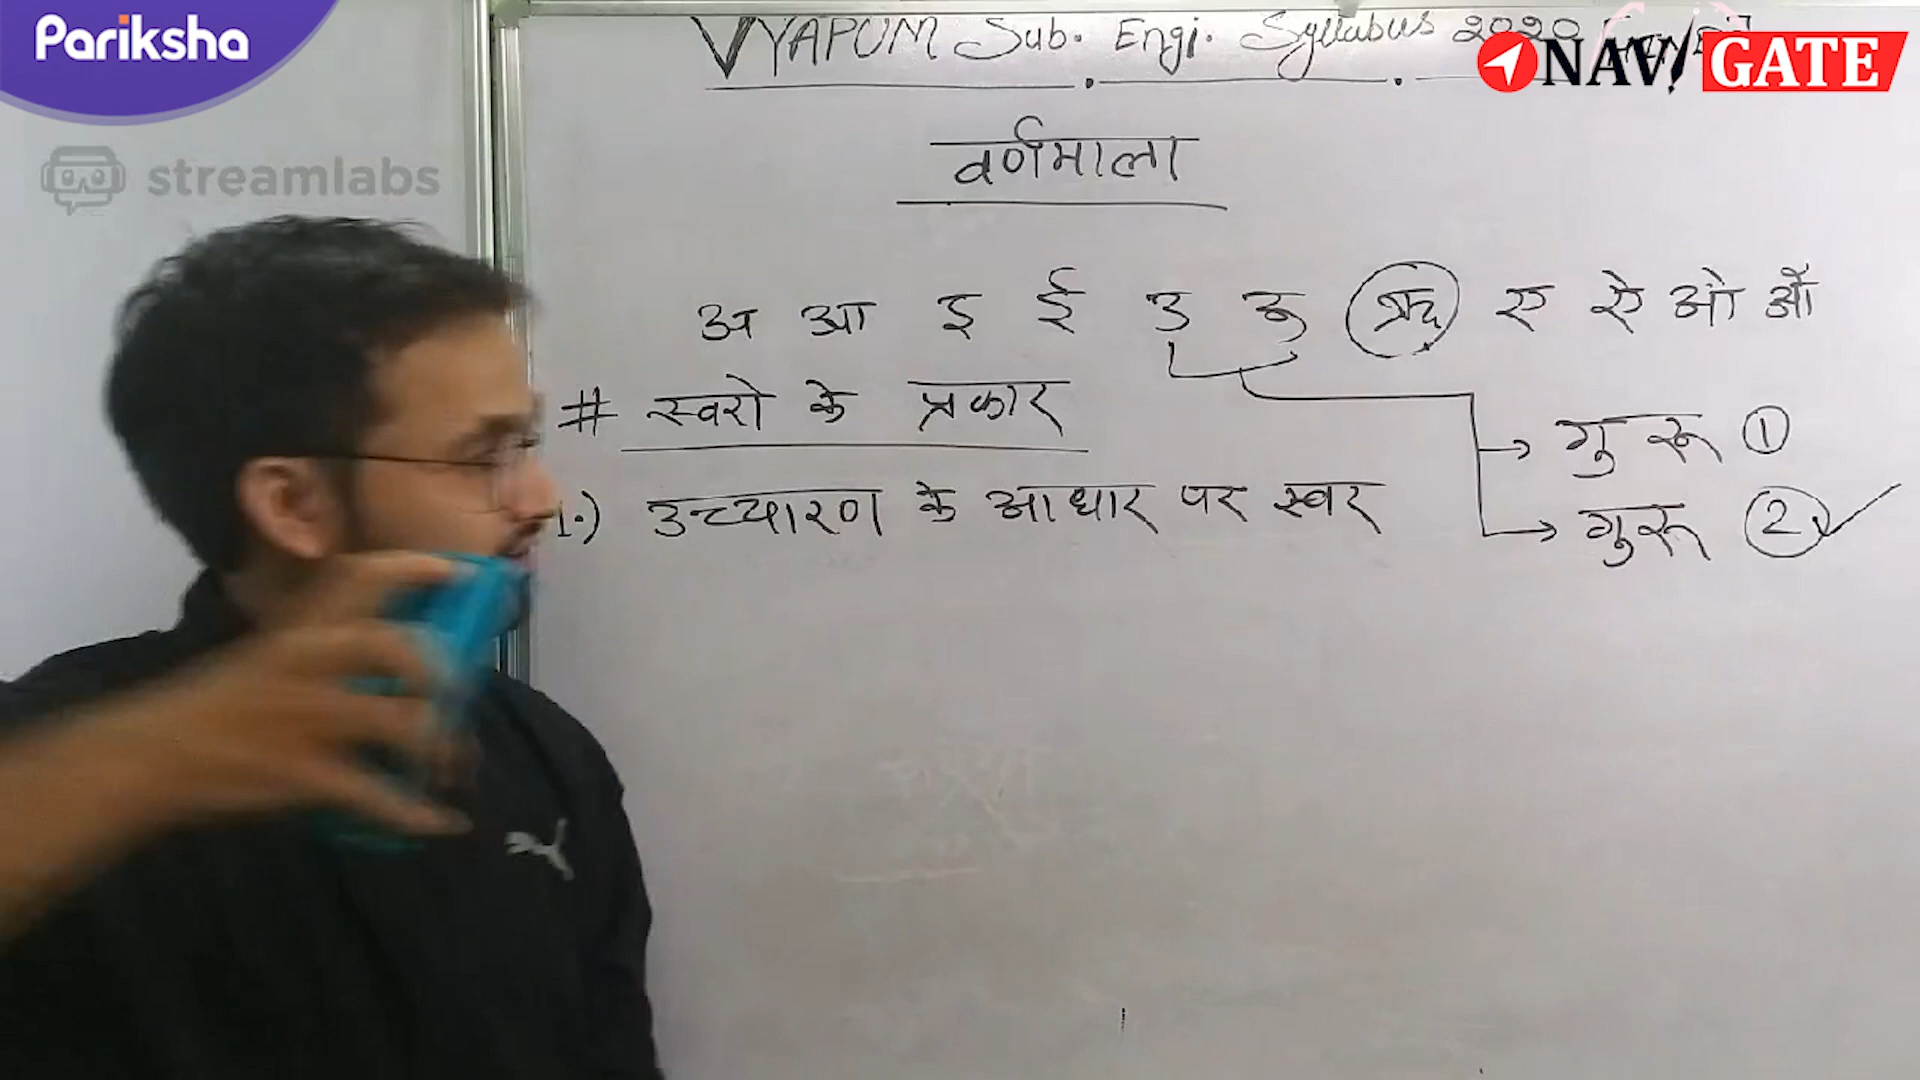 Pariksha
streamlabs
VYAPUM Sub. Engi. Syllabus 2020
NAV!GATE
वर्णमाला
अ आ इ ई उ ऊ ऋ ए ऐ ओ औ
# स्वरो के प्रकार
गुरू ①
1.) उच्चारण के आधार पर स्वर
गुरू ②